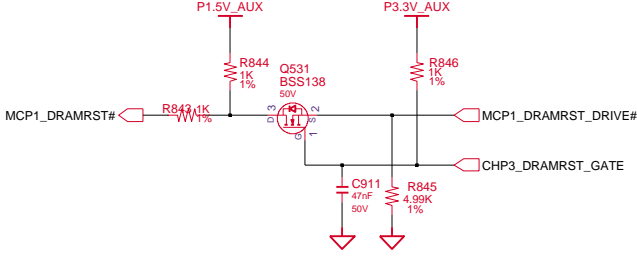 P1.5V_AUX
P3.3V_AUX
R844
1K
1%
Q531
BSS138
50V
R846
1K
1%
MCP1_DRAMRST#
R843 1K
1%
D 3
S 2
G 1
MCP1_DRAMRST_DRIVE#
CHP3_DRAMRST_GATE
C911
47nF
50V
R845
4.99K
1%